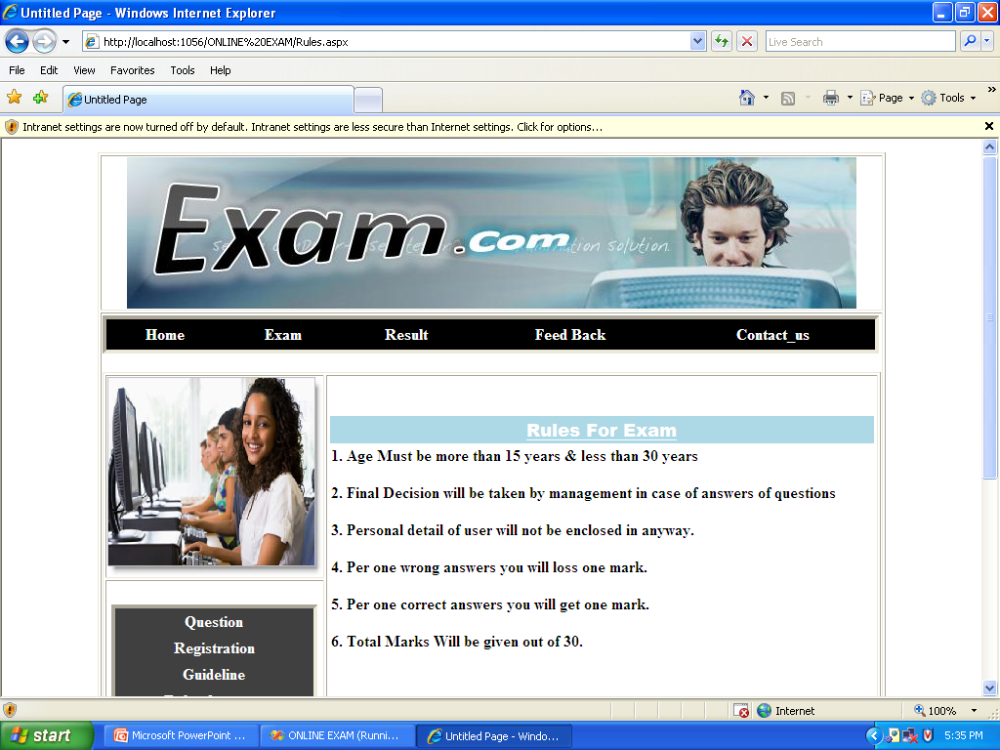 Untitled Page - Windows Internet Explorer
http://localhost:1056/ONLINE%20EXAM/Rules.aspx
Live Search
File Edit View Favorites Tools Help
Untitled Page
Page Tools
Intranet settings are now turned off by default. Intranet settings are less secure than Internet settings. Click for options...
Exam.com
solution.
Home Exam Result Feed Back Contact_us
Rules For Exam
1. Age Must be more than 15 years & less than 30 years
2. Final Decision will be taken by management in case of answers of questions
3. Personal detail of user will not be enclosed in anyway.
4. Per one wrong answers you will loss one mark.
5. Per one correct answers you will get one mark.
6. Total Marks Will be given out of 30.
Question
Registration
Guideline
Internet
100%
start
Microsoft PowerPoint ...
ONLINE EXAM (Runni...
Untitled Page - Windo...
5:35 PM